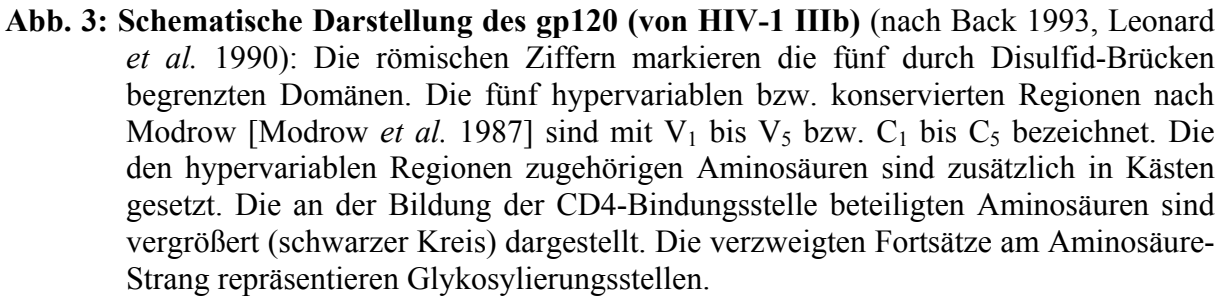 Abb. 3: Schematische Darstellung des gp120 (von HIV-1 IIIb) (nach Back 1993, Leonard
et al. 1990): Die römischen Ziffern markieren die fünf durch Disulfid-Brücken
begrenzten Domänen. Die fünf hypervariablen bzw. konservierten Regionen nach
Modrow [Modrow et al. 1987] sind mit V₁ bis V₅ bzw. C₁ bis C₅ bezeichnet. Die
den hypervariablen Regionen zugehörigen Aminosäuren sind zusätzlich in Kästen
gesetzt. Die an der Bildung der CD4-Bindungsstelle beteiligten Aminosäuren sind
vergrößert (schwarzer Kreis) dargestellt. Die verzweigten Fortsätze am Aminosäure-
Strang repräsentieren Glykosylierungsstellen.